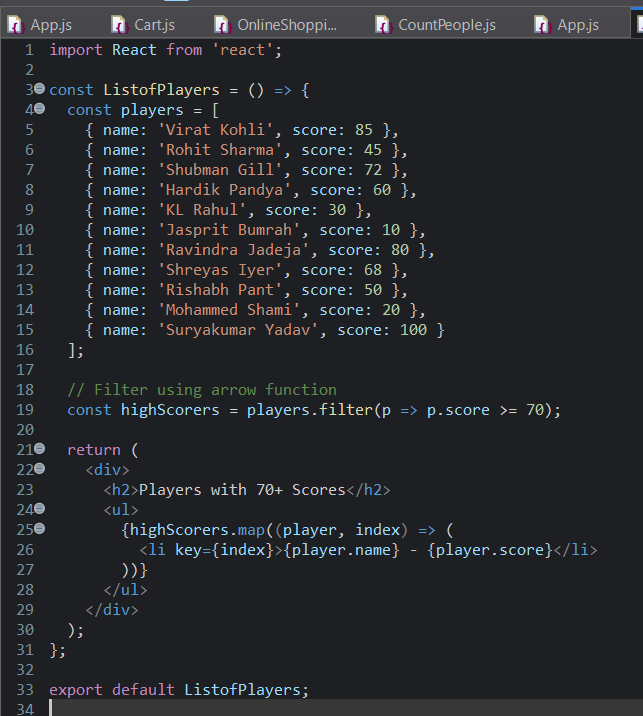 App.js Cart.js OnlineShoppi... CountPeople.js App.js
1 import React from 'react';
2
3 const ListofPlayers = () => {
4   const players = [
5     { name: 'Virat Kohli', score: 85 },
6     { name: 'Rohit Sharma', score: 45 },
7     { name: 'Shubman Gill', score: 72 },
8     { name: 'Hardik Pandya', score: 60 },
9     { name: 'KL Rahul', score: 30 },
10     { name: 'Jasprit Bumrah', score: 10 },
11     { name: 'Ravindra Jadeja', score: 80 },
12     { name: 'Shreyas Iyer', score: 68 },
13     { name: 'Rishabh Pant', score: 50 },
14     { name: 'Mohammed Shami', score: 20 },
15     { name: 'Suryakumar Yadav', score: 100 }
16   ];
17
18   // Filter using arrow function
19   const highScorers = players.filter(p => p.score >= 70);
20
21   return (
22     <div>
23       <h2>Players with 70+ Scores</h2>
24       <ul>
25         {highScorers.map((player, index) => (
26           <li key={index}>{player.name} - {player.score}</li>
27         ))}
28       </ul>
29     </div>
30   );
31 };
32
33 export default ListofPlayers;
34